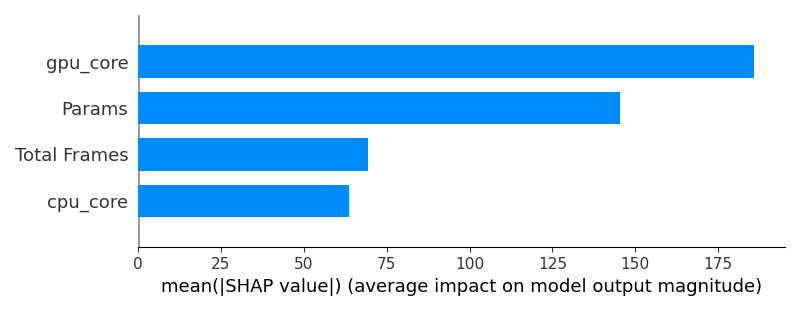 gpu_core
Params
Total Frames
cpu_core
0 25 50 75 100 125 150 175
mean(|SHAP value|) (average impact on model output magnitude)